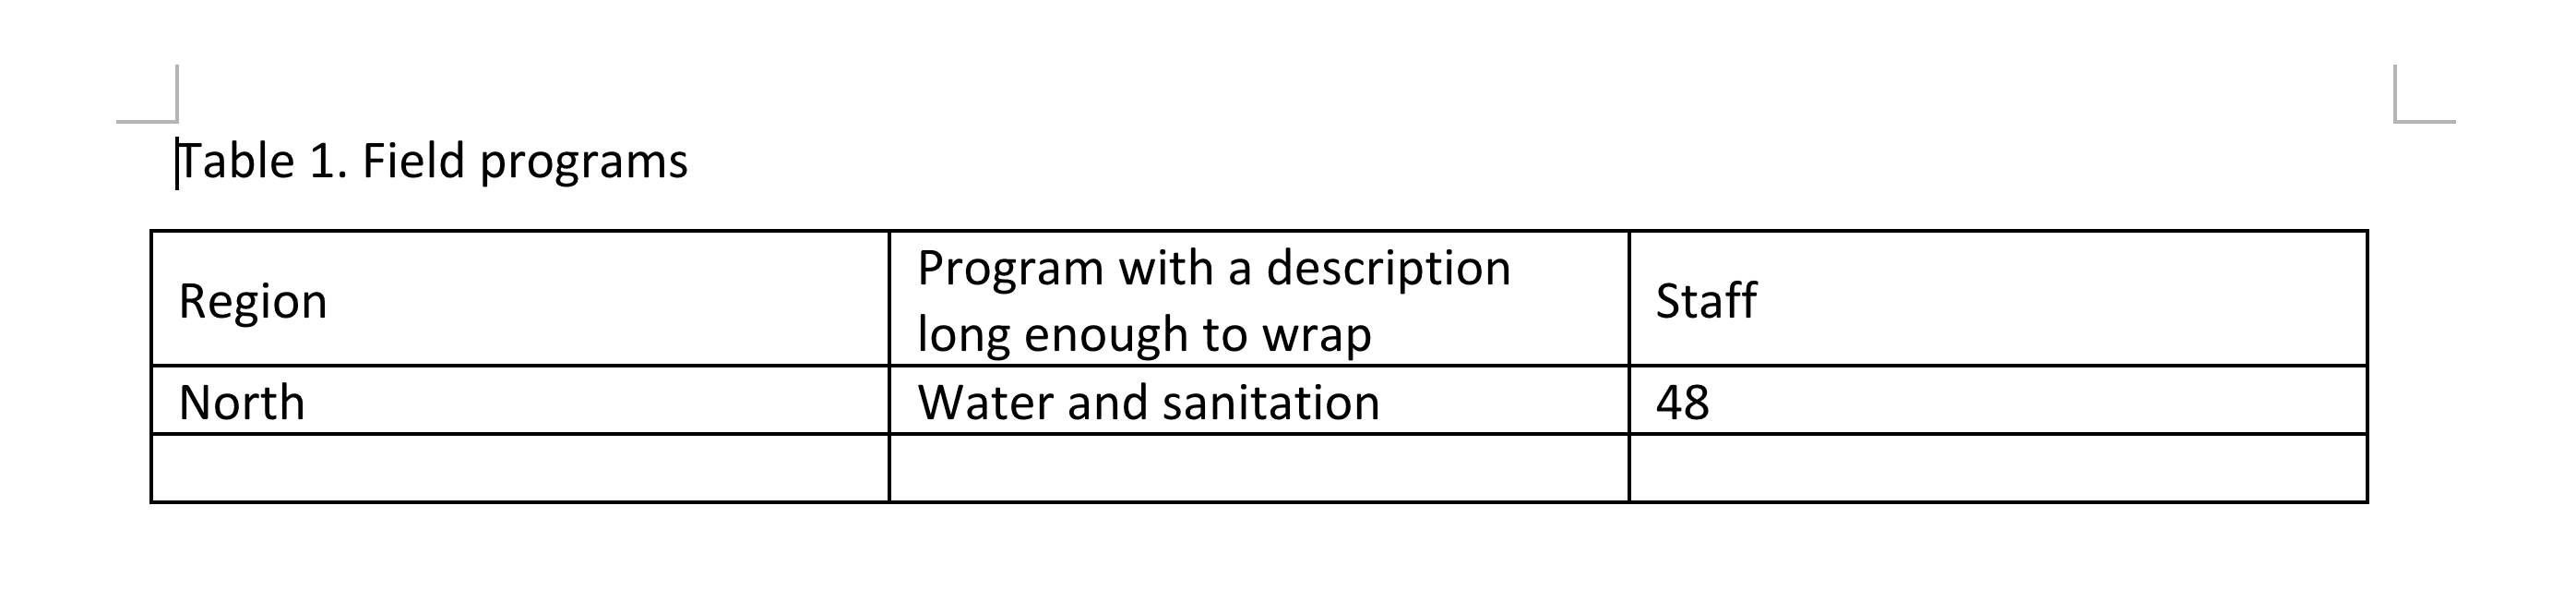 Table 1. Field programs
Region
Program with a description
long enough to wrap
Staff
North
Water and sanitation
48